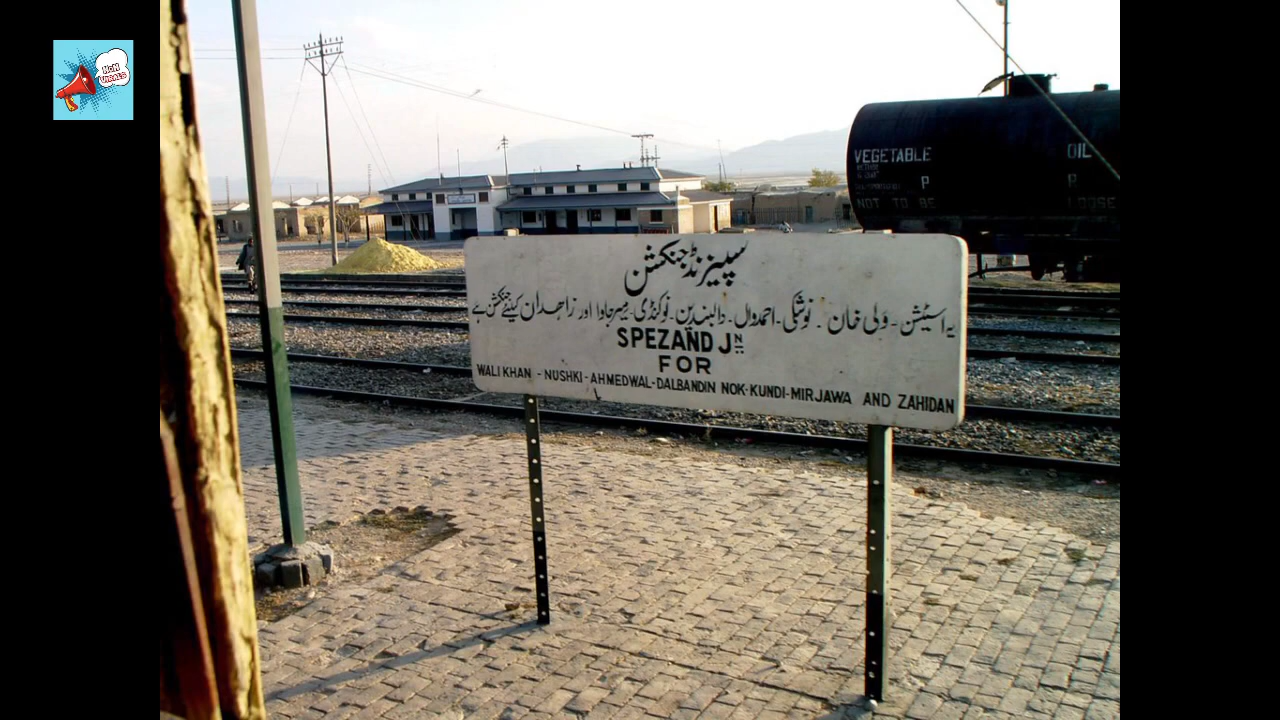 سپیزنڈ جنکشن
یہ اسٹیشن - ولی خان - نوشکی - احمدوال - دالبندین - نوکنڈی - میرجاوا اور زاھدان کیلئے جنکشن ہے
SPEZAND JN
FOR
WALI KHAN - NUSHKI - AHMEDWAL - DALBANDIN NOK-KUNDI - MIRJAWA AND ZAHIDAN
VEGETABLE OIL
P R
NOT TO BE LOOSE